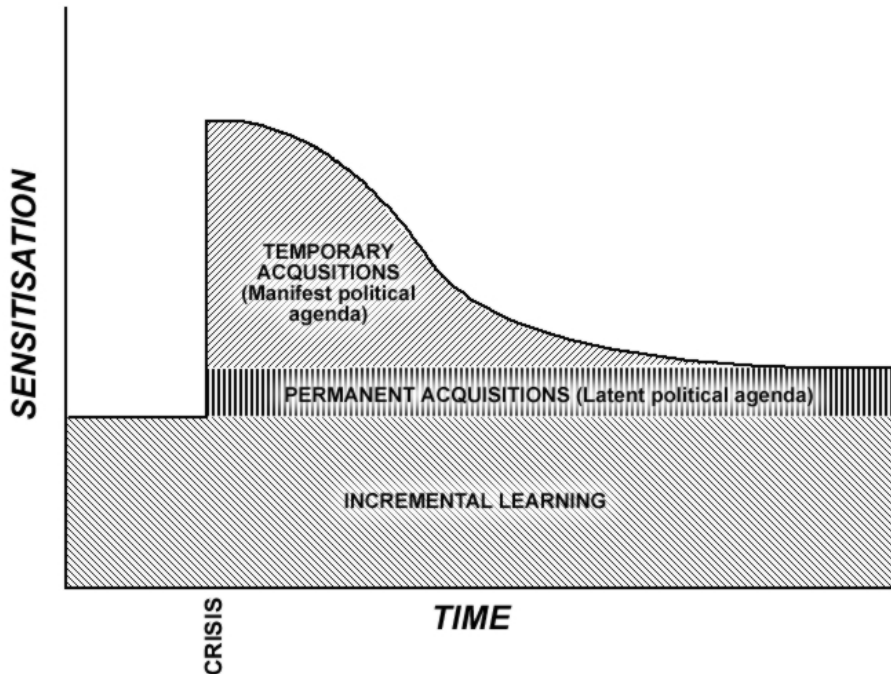 SENSITISATION
TEMPORARY
ACQUSITIONS
(Manifest political
agenda)
PERMANENT ACQUISITIONS (Latent political agenda)
INCREMENTAL LEARNING
CRISIS
TIME